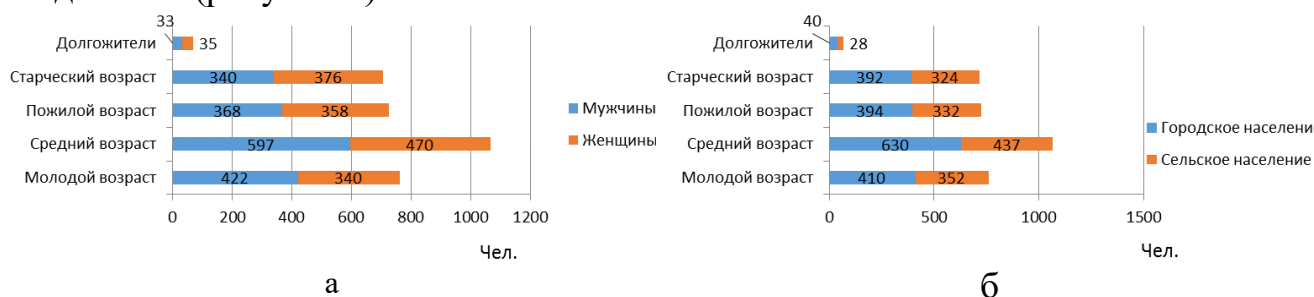 33
Долгожители
35
Старческий возраст
340
376
Пожилой возраст
368
358
Средний возраст
597
470
Молодой возраст
422
340
0 200 400 600 800 1000 1200
Чел.
Мужчины
Женщины
а
40
Долгожители
28
Старческий возраст
392
324
Пожилой возраст
394
332
Средний возраст
630
437
Молодой возраст
410
352
0 500 1000 1500
Чел.
Городское населени
Сельское население
б